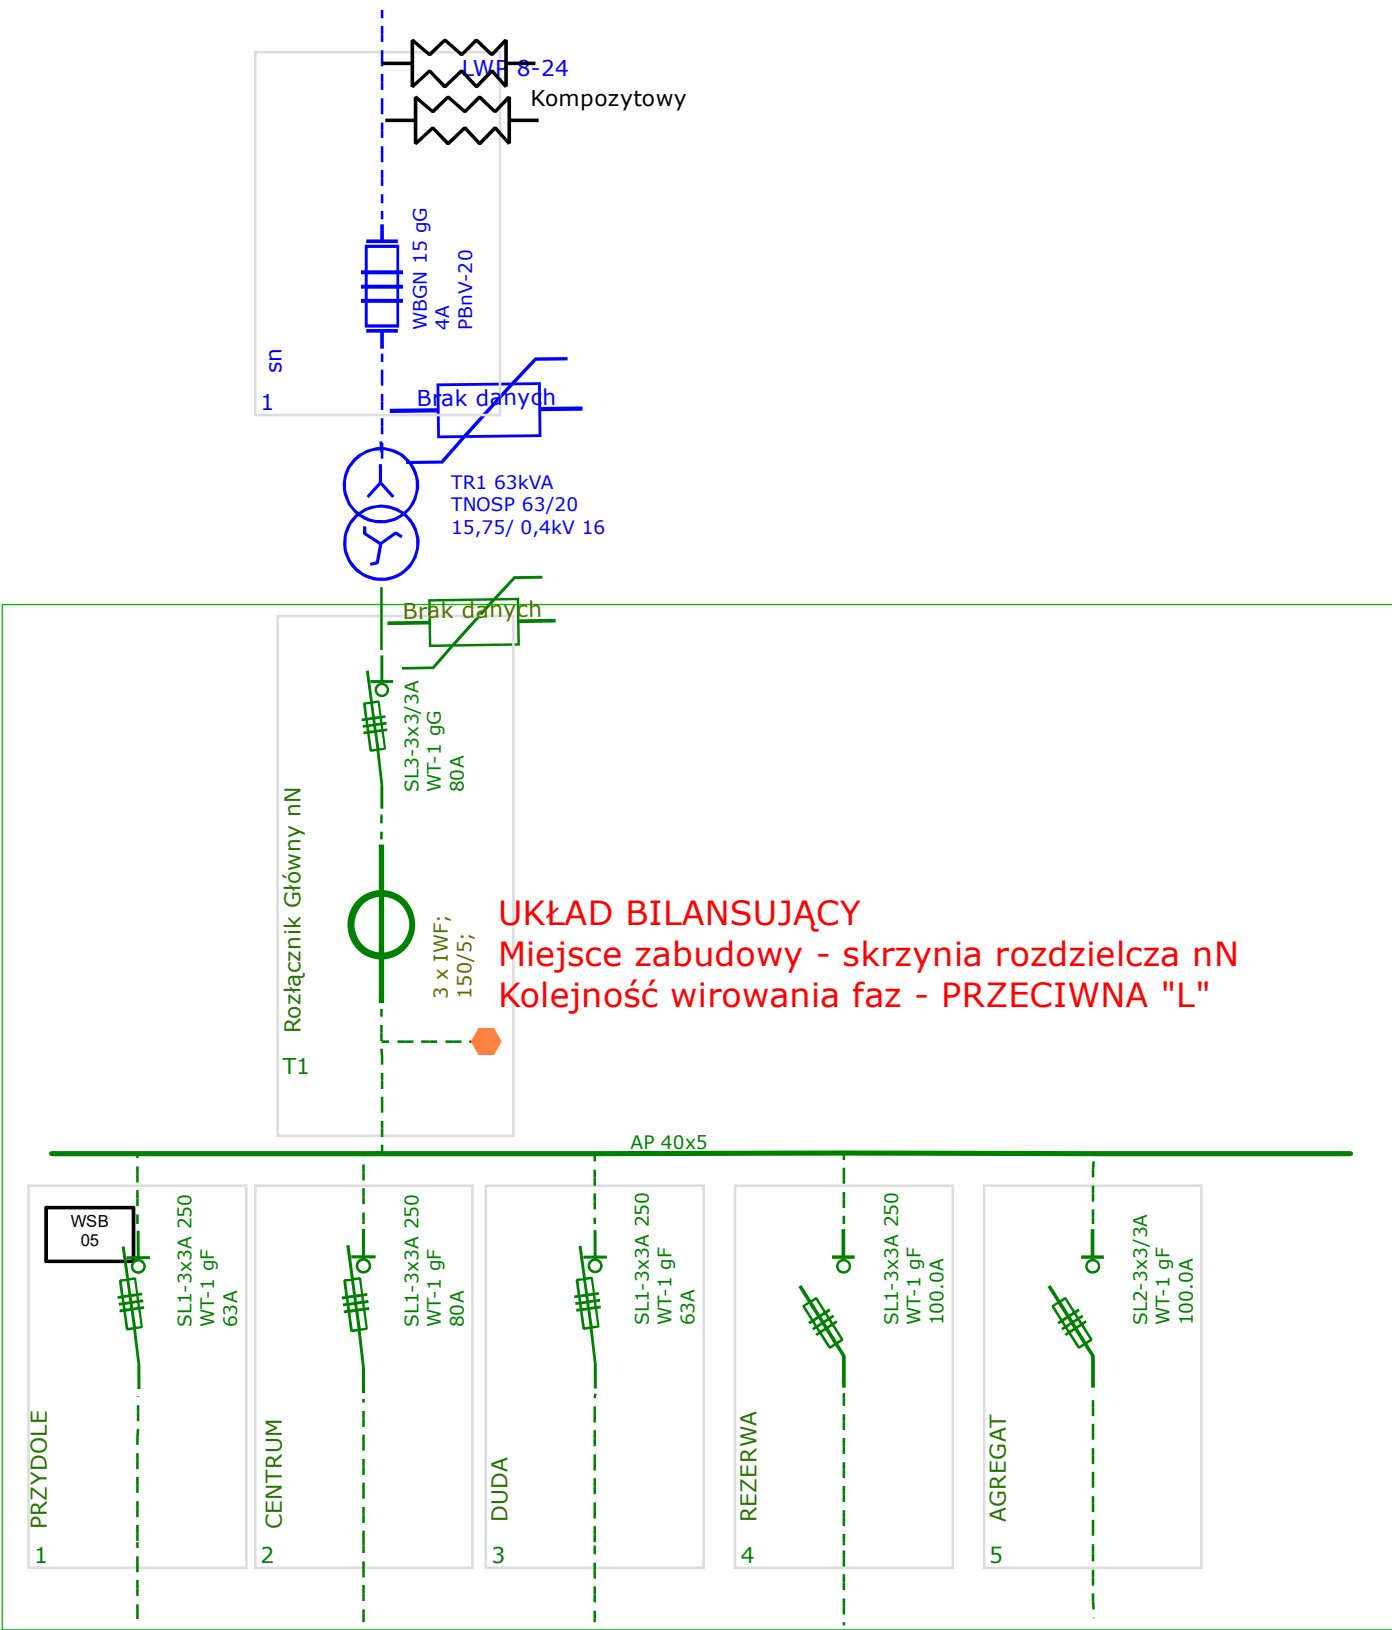 LWP 8-24
Kompozytowy
WBGN 15 gG
4A
PBnV-20
sn
1
Brak danych
TR1 63kVA
TNOSP 63/20
15,75/ 0,4kV 16
Brak danych
SL3-3x3/3A
WT-1 gG
80A
Rozłącznik Główny nN
T1
3 x IWF;
150/5;
UKŁAD BILANSUJĄCY
Miejsce zabudowy - skrzynia rozdzielcza nN
Kolejność wirowania faz - PRZECIWNA "L"
AP 40x5
WSB
05
SL1-3x3A 250
WT-1 gF
63A
PRZYDOLE
1
SL1-3x3A 250
WT-1 gF
80A
CENTRUM
2
SL1-3x3A 250
WT-1 gF
63A
DUDA
3
SL1-3x3A 250
WT-1 gF
100.0A
REZERWA
4
SL2-3x3/3A
WT-1 gF
100.0A
AGREGAT
5